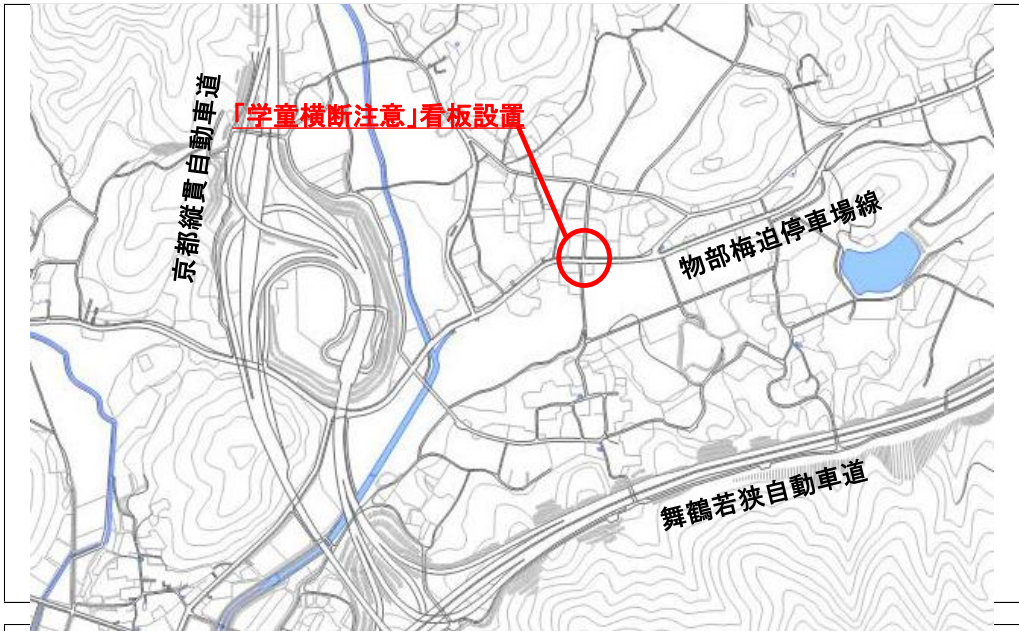 「学童横断注意」看板設置
京都縦貫自動車道
物部梅迫停車場線
舞鶴若狭自動車道